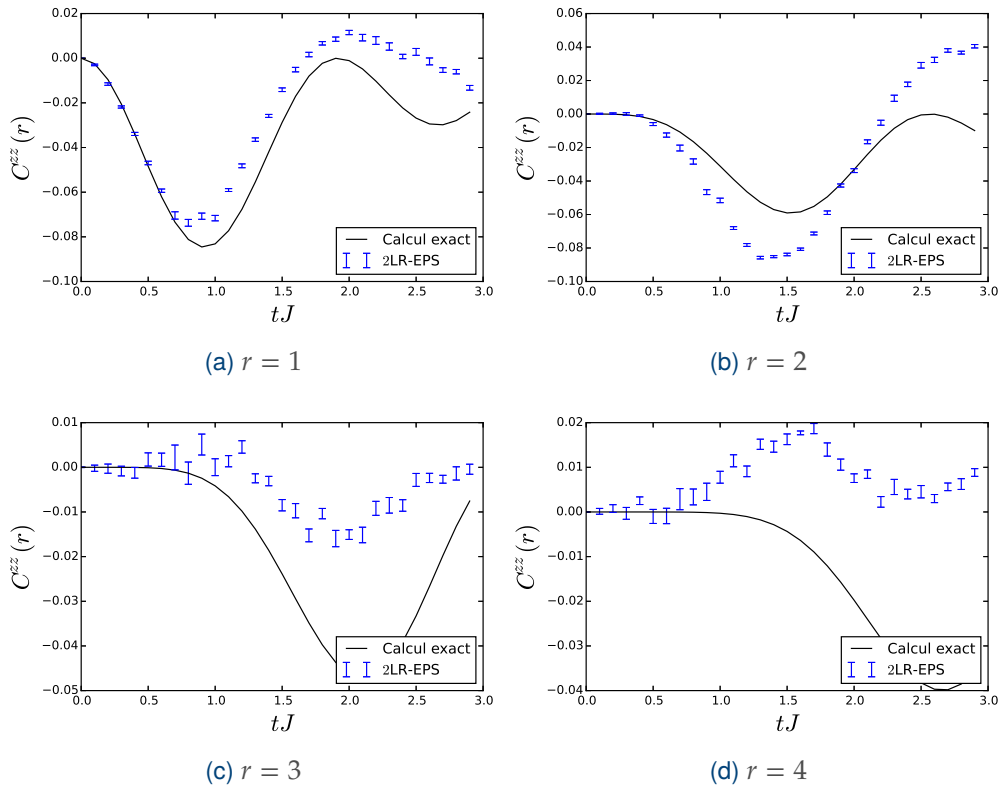 0.02
0.00
−0.02
−0.04
−0.06
−0.08
−0.10
0.0 0.5 1.0 1.5 2.0 2.5 3.0
C^{zz}(r)
tJ
Calcul exact
2LR-EPS
(a) r = 1
0.06
0.04
0.02
0.00
−0.02
−0.04
−0.06
−0.08
−0.10
0.0 0.5 1.0 1.5 2.0 2.5 3.0
C^{zz}(r)
tJ
Calcul exact
2LR-EPS
(b) r = 2
0.01
0.00
−0.01
−0.02
−0.03
−0.04
−0.05
0.0 0.5 1.0 1.5 2.0 2.5 3.0
C^{zz}(r)
tJ
Calcul exact
2LR-EPS
(c) r = 3
0.02
0.01
0.00
−0.01
−0.02
−0.03
−0.04
0.0 0.5 1.0 1.5 2.0 2.5 3.0
C^{zz}(r)
tJ
Calcul exact
2LR-EPS
(d) r = 4